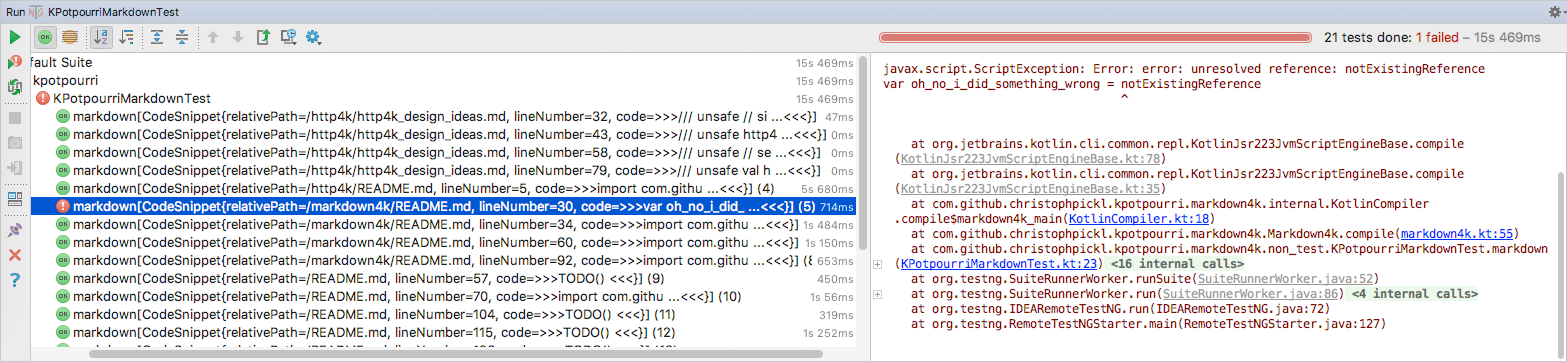 Run KPotpourriMarkdownTest
21 tests done: 1 failed – 15s 469ms
fault Suite 15s 469ms
kpotpourri 15s 469ms
KPotpourriMarkdownTest 15s 469ms
OK markdown[CodeSnippet{relativePath=/http4k/http4k_design_ideas.md, lineNumber=32, code=>>>/// unsafe // si ...<<<}] 47ms
OK markdown[CodeSnippet{relativePath=/http4k/http4k_design_ideas.md, lineNumber=43, code=>>>/// unsafe http4 ...<<<}] 0ms
OK markdown[CodeSnippet{relativePath=/http4k/http4k_design_ideas.md, lineNumber=58, code=>>>/// unsafe // se ...<<<}] 0ms
OK markdown[CodeSnippet{relativePath=/http4k/http4k_design_ideas.md, lineNumber=79, code=>>>/// unsafe val h ...<<<}] 0ms
OK markdown[CodeSnippet{relativePath=/http4k/README.md, lineNumber=5, code=>>>import com.githu ...<<<}] (4) 5s 680ms
markdown[CodeSnippet{relativePath=/markdown4k/README.md, lineNumber=30, code=>>>var oh_no_i_did_ ...<<<}] (5) 714ms
OK markdown[CodeSnippet{relativePath=/markdown4k/README.md, lineNumber=34, code=>>>import com.githu ...<<<}] 1s 484ms
OK markdown[CodeSnippet{relativePath=/markdown4k/README.md, lineNumber=60, code=>>>import com.githu ...<<<}] 1s 150ms
OK markdown[CodeSnippet{relativePath=/markdown4k/README.md, lineNumber=92, code=>>>import com.githu ...<<<}] (8 653ms
OK markdown[CodeSnippet{relativePath=/README.md, lineNumber=57, code=>>>TODO() <<<}] (9) 450ms
OK markdown[CodeSnippet{relativePath=/README.md, lineNumber=70, code=>>>import com.githu ...<<<}] (10) 1s 56ms
OK markdown[CodeSnippet{relativePath=/README.md, lineNumber=104, code=>>>TODO() <<<}] (11) 319ms
OK markdown[CodeSnippet{relativePath=/README.md, lineNumber=115, code=>>>TODO() <<<}] (12) 1s 252ms
javax.script.ScriptException: Error: error: unresolved reference: notExistingReference
var oh_no_i_did_something_wrong = notExistingReference
^
at org.jetbrains.kotlin.cli.common.repl.KotlinJsr223JvmScriptEngineBase.compile
(KotlinJsr223JvmScriptEngineBase.kt:78)
at org.jetbrains.kotlin.cli.common.repl.KotlinJsr223JvmScriptEngineBase.compile
(KotlinJsr223JvmScriptEngineBase.kt:35)
at com.github.christophpickl.kpotpourri.markdown4k.internal.KotlinCompiler
.compile$markdown4k_main(KotlinCompiler.kt:18)
at com.github.christophpickl.kpotpourri.markdown4k.Markdown4k.compile(markdown4k.kt:55)
at com.github.christophpickl.kpotpourri.markdown4k.non_test.KPotpourriMarkdownTest.markdown
(KPotpourriMarkdownTest.kt:23) <16 internal calls>
at org.testng.SuiteRunnerWorker.runSuite(SuiteRunnerWorker.java:52)
at org.testng.SuiteRunnerWorker.run(SuiteRunnerWorker.java:86) <4 internal calls>
at org.testng.IDEARemoteTestNG.run(IDEARemoteTestNG.java:72)
at org.testng.RemoteTestNGStarter.main(RemoteTestNGStarter.java:127)